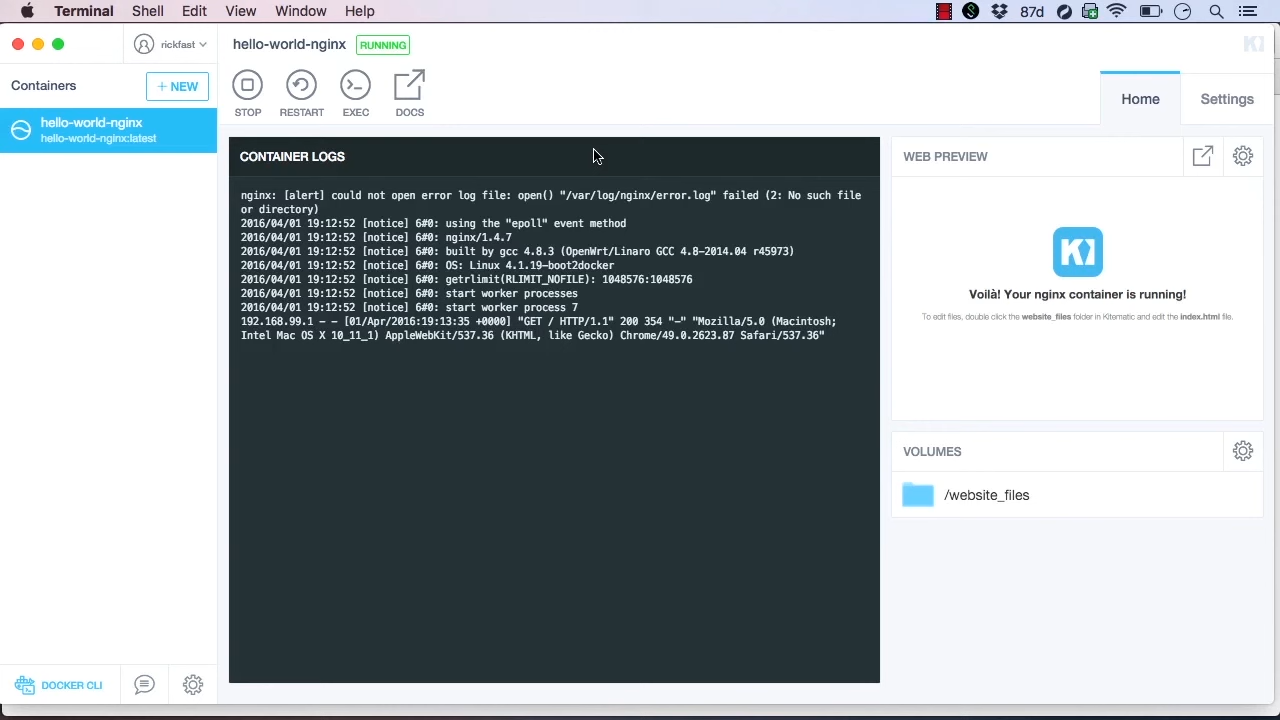 Terminal Shell Edit View Window Help
87d
rickfast
hello-world-nginx RUNNING
Containers
+ NEW
STOP RESTART EXEC DOCS
Home Settings
hello-world-nginx
hello-world-nginx:latest
CONTAINER LOGS
nginx: [alert] could not open error log file: open() "/var/log/nginx/error.log" failed (2: No such file
or directory)
2016/04/01 19:12:52 [notice] 6#0: using the "epoll" event method
2016/04/01 19:12:52 [notice] 6#0: nginx/1.4.7
2016/04/01 19:12:52 [notice] 6#0: built by gcc 4.8.3 (OpenWrt/Linaro GCC 4.8-2014.04 r45973)
2016/04/01 19:12:52 [notice] 6#0: OS: Linux 4.1.19-boot2docker
2016/04/01 19:12:52 [notice] 6#0: getrlimit(RLIMIT_NOFILE): 1048576:1048576
2016/04/01 19:12:52 [notice] 6#0: start worker processes
2016/04/01 19:12:52 [notice] 6#0: start worker process 7
192.168.99.1 - - [01/Apr/2016:19:13:35 +0000] "GET / HTTP/1.1" 200 354 "-" "Mozilla/5.0 (Macintosh;
Intel Mac OS X 10_11_1) AppleWebKit/537.36 (KHTML, like Gecko) Chrome/49.0.2623.87 Safari/537.36"
WEB PREVIEW
Voilà! Your nginx container is running!
To edit files, double click the website_files folder in Kitematic and edit the index.html file.
VOLUMES
/website_files
DOCKER CLI